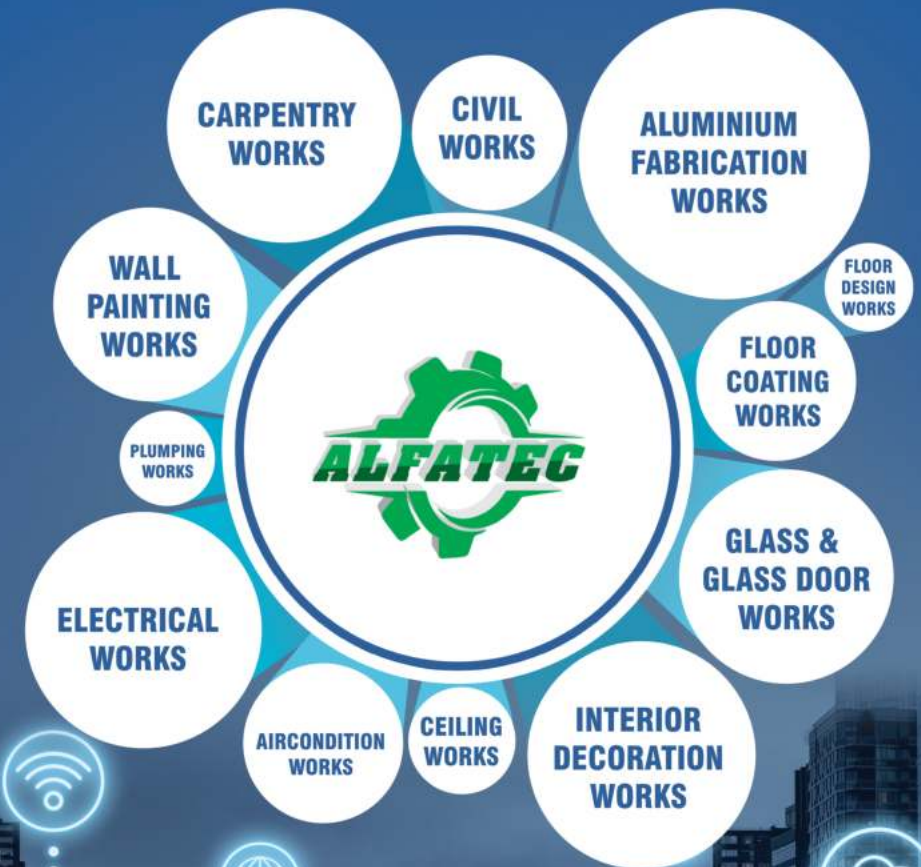 CARPENTRY
WORKS
CIVIL
WORKS
ALUMINIUM
FABRICATION
WORKS
WALL
PAINTING
WORKS
FLOOR
DESIGN
WORKS
FLOOR
COATING
WORKS
PLUMPING
WORKS
ALFATEC
GLASS &
GLASS DOOR
WORKS
ELECTRICAL
WORKS
AIRCONDITION
WORKS
CEILING
WORKS
INTERIOR
DECORATION
WORKS